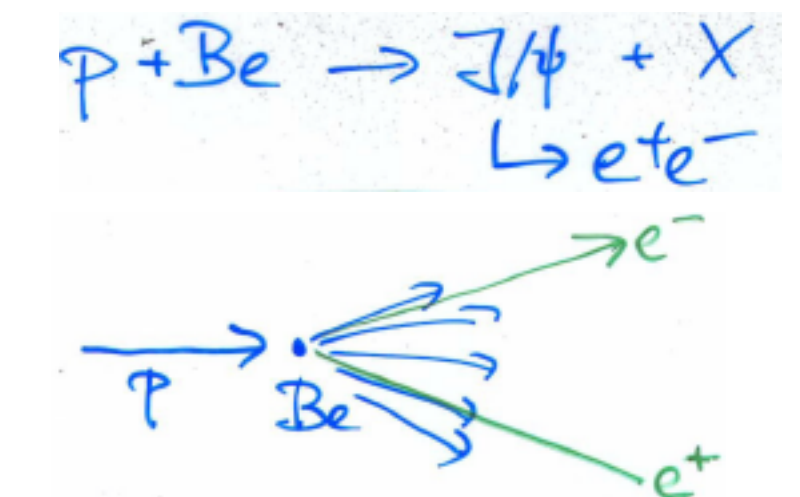 p + Be → J/ψ + X
↳ e+e-
e-
p
Be
e+